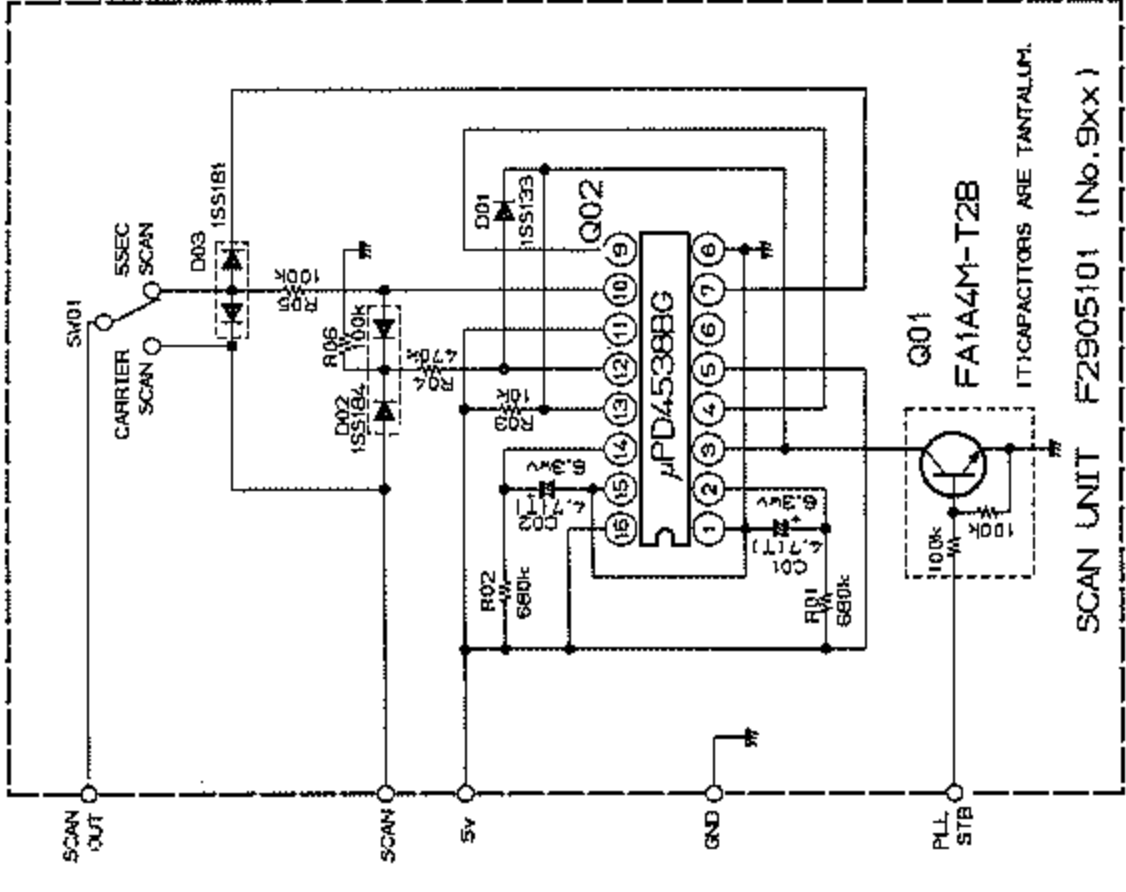 SCAN
OUT
SCAN
5V
GND
PLL
STB
SW01
CARRIER
SCAN
5SEC
SCAN
D03
1SS181
R05
100k
R06
100k
D02
1SS184
R04
470k
R03
10k
D01
1SS133
C02
4.7(T)
6.3wv
R02
680k
Q02
16
15
14
13
12
11
10
9
μPD4538BG
1
2
3
4
5
6
7
8
C01
4.7(T)
+
6.3wv
R01
680k
Q01
FA1A4M-T2B
100k
100k
(T)CAPACITORS ARE TANTALUM.
SCAN UNIT F2905101 (No.9xx)